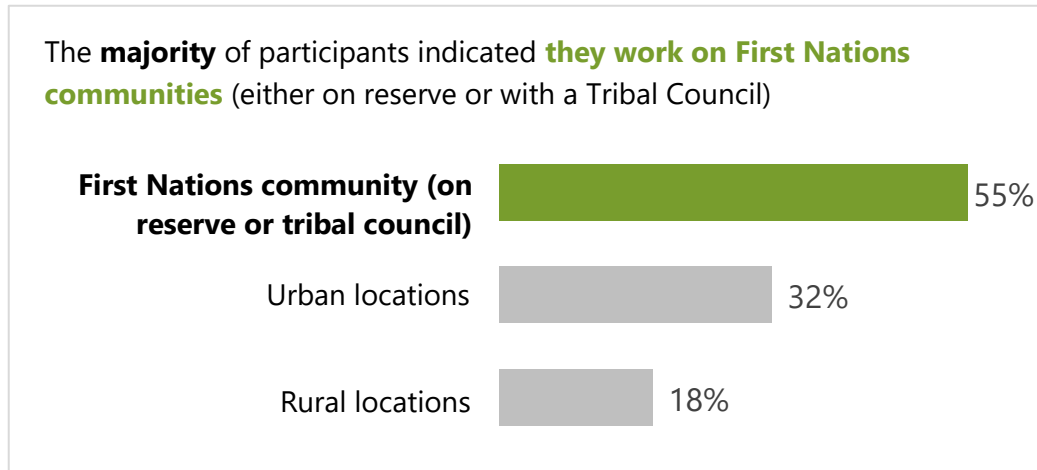 The majority of participants indicated they work on First Nations
communities (either on reserve or with a Tribal Council)
First Nations community (on
reserve or tribal council)
55%
Urban locations
32%
Rural locations
18%